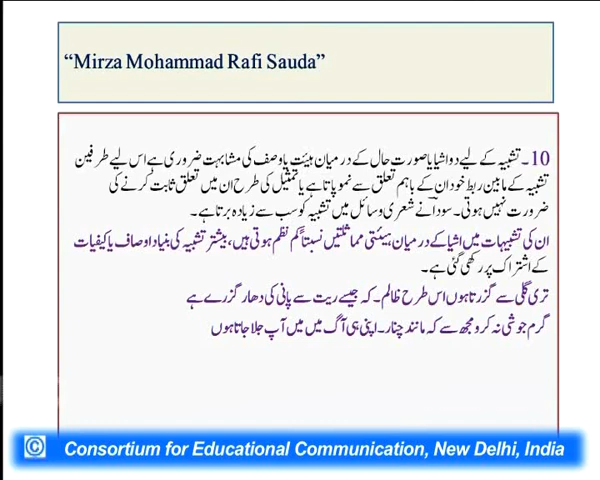 “Mirza Mohammad Rafi Sauda”
10۔ تشبیہ کے لیے دو اشیا یا صورت حال کے درمیان ہیئت یا وصف کی مشابہت ضروری ہے اس لیے طرفین
تشبیہ کے مابین ربط خود ان کے باہم تعلق سے نمو پاتا ہے یا تمثیل کی طرح ان میں تعلق ثابت کرنے کی
ضرورت نہیں ہوتی۔ سودا نے شعری وسائل میں تشبیہ کو سب سے زیادہ برتا ہے۔
ان کی تشبیہات میں اشیا کے درمیان ہیئتی مماثلتیں نسبتاً کم نظم ہوتی ہیں، بیشتر تشبیہ کی بنیاد اوصاف یا کیفیات
کے اشتراک پر رکھی گئی ہے۔
تری گلی سے گزرتا ہوں اس طرح ظالم۔ کہ جیسے ریت سے پانی کی دھار گزرے ہے
گرم جوشی نہ کرو مجھ سے کہ مانند چنار۔ اپنی ہی آگ میں میں آپ جلا جاتا ہوں
© Consortium for Educational Communication, New Delhi, India